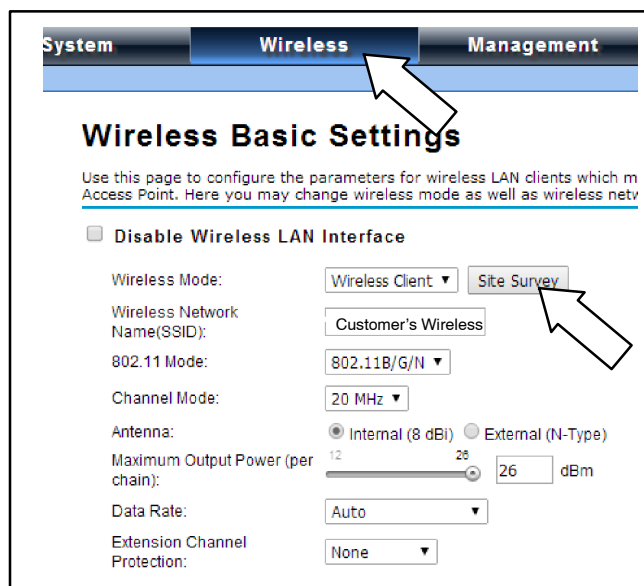 System Wireless Management
Wireless Basic Settings
Use this page to configure the parameters for wireless LAN clients which m
Access Point. Here you may change wireless mode as well as wireless netw
Disable Wireless LAN Interface
Wireless Mode: Wireless Client Site Survey
Wireless Network
Name(SSID): Customer's Wireless
802.11 Mode: 802.11B/G/N
Channel Mode: 20 MHz
Antenna: Internal (8 dBi) External (N-Type)
Maximum Output Power (per
chain): 12 26 26 dBm
Data Rate: Auto
Extension Channel
Protection: None